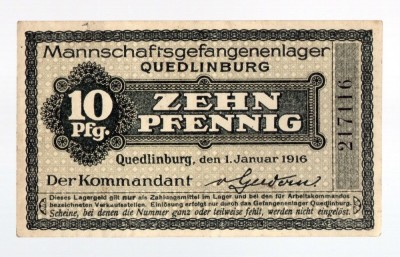 Mannschaftsgefangenenlager
QUEDLINBURG
10
Pfg.
ZEHN
PFENNIG
217116
Quedlinburg, den 1. Januar 1916
Der Kommandant
Dieses Lagergeld gilt nur als Zahlungsmittel im Lager und bei den für Arbeitskommandos
bezeichneten Verkaufsstellen. Einlösung erfolgt nur durch das Gefangenenlager Quedlinburg.
Scheine, bei denen die Nummer ganz oder teilweise fehlt, werden nicht eingelöst.